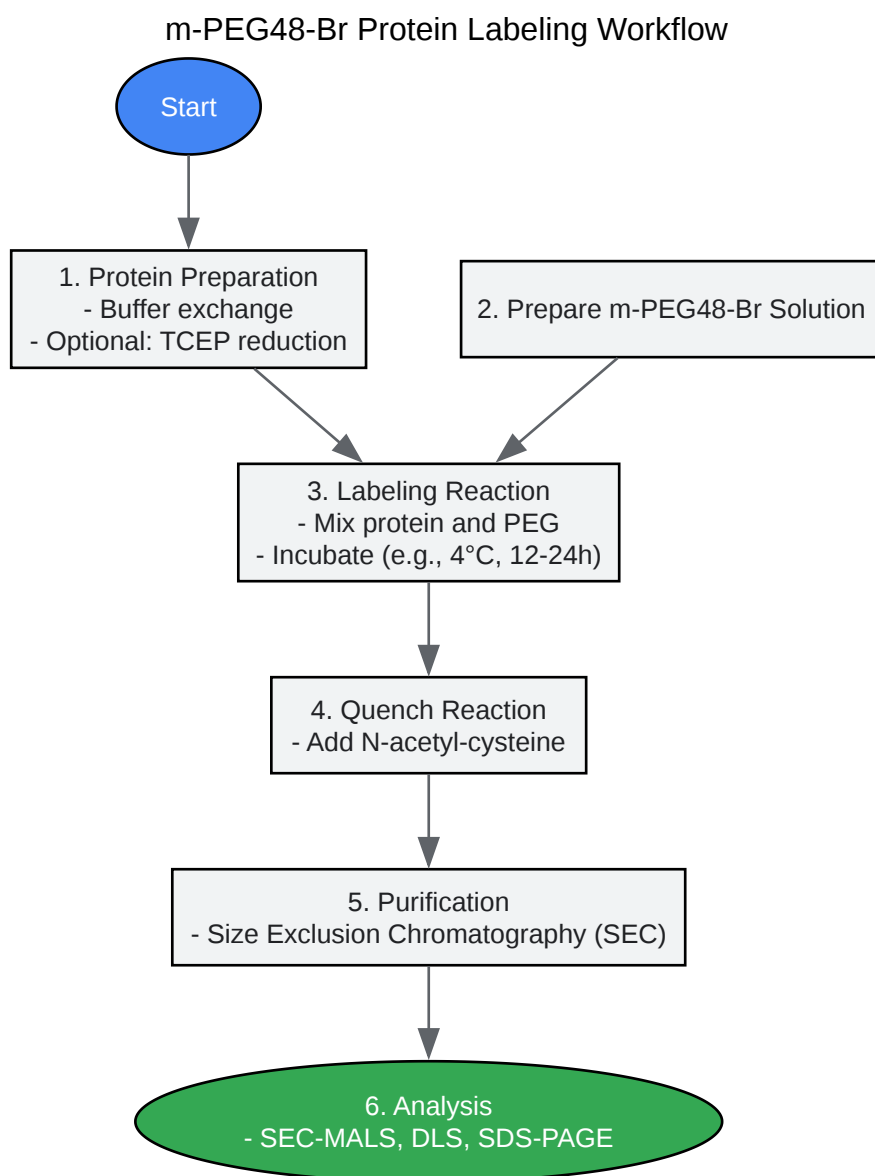 m-PEG48-Br Protein Labeling Workflow
Start
1. Protein Preparation
- Buffer exchange
- Optional: TCEP reduction
2. Prepare m-PEG48-Br Solution
3. Labeling Reaction
- Mix protein and PEG
- Incubate (e.g., 4°C, 12-24h)
4. Quench Reaction
- Add N-acetyl-cysteine
5. Purification
- Size Exclusion Chromatography (SEC)
6. Analysis
- SEC-MALS, DLS, SDS-PAGE